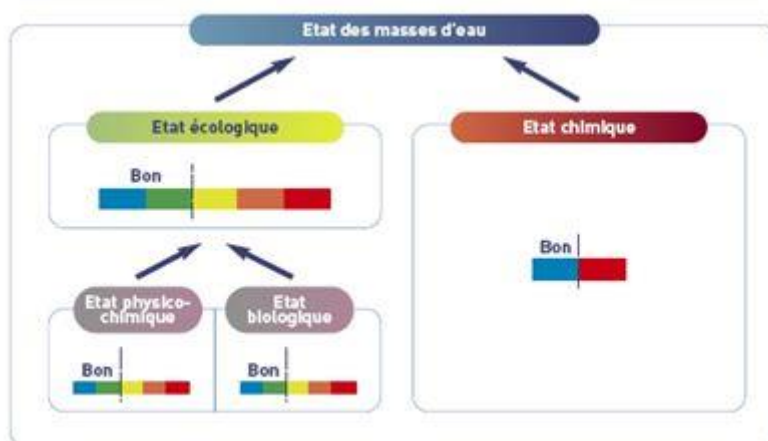 Etat des masses d'eau
Etat écologique
Etat chimique
Bon
Bon
Etat physico-
chimique
Etat
biologique
Bon
Bon